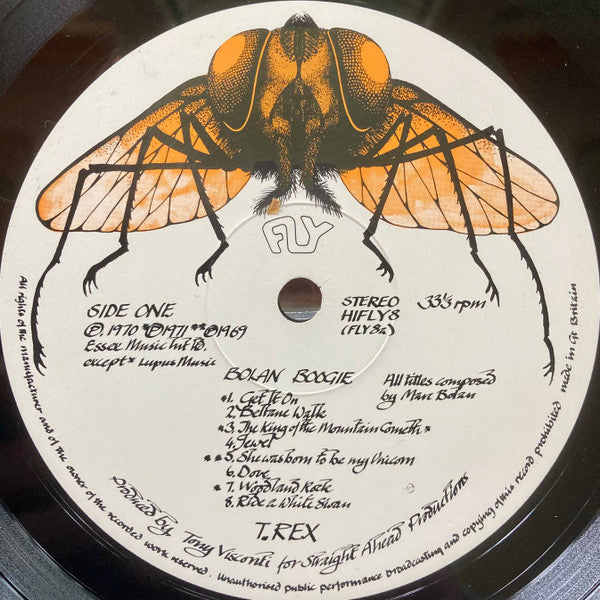 FLY
SIDE ONE
℗.1970 *℗1971 **℗1969
Essex Music Int Ltd.
except* Lupus Music
STEREO 33⅓ rpm
HIFLY8
(FLY 8a)
BOLAN BOOGIE
All titles composed
by Marc Bolan
*1. Get It On
2. Beltane Walk
*3. The King of the Mountain Cometh*
4. Jewel
**5. She was born to be my Unicorn
6. Dove
*7. Woodland Rock
8. Ride a White Swan
T.REX
produced by Tony Visconti for Straight Ahead Productions
All rights of the manufacturer and of the owner of the recorded work reserved. Unauthorised public performance broadcasting and copying of this record prohibited made in Gt Britain